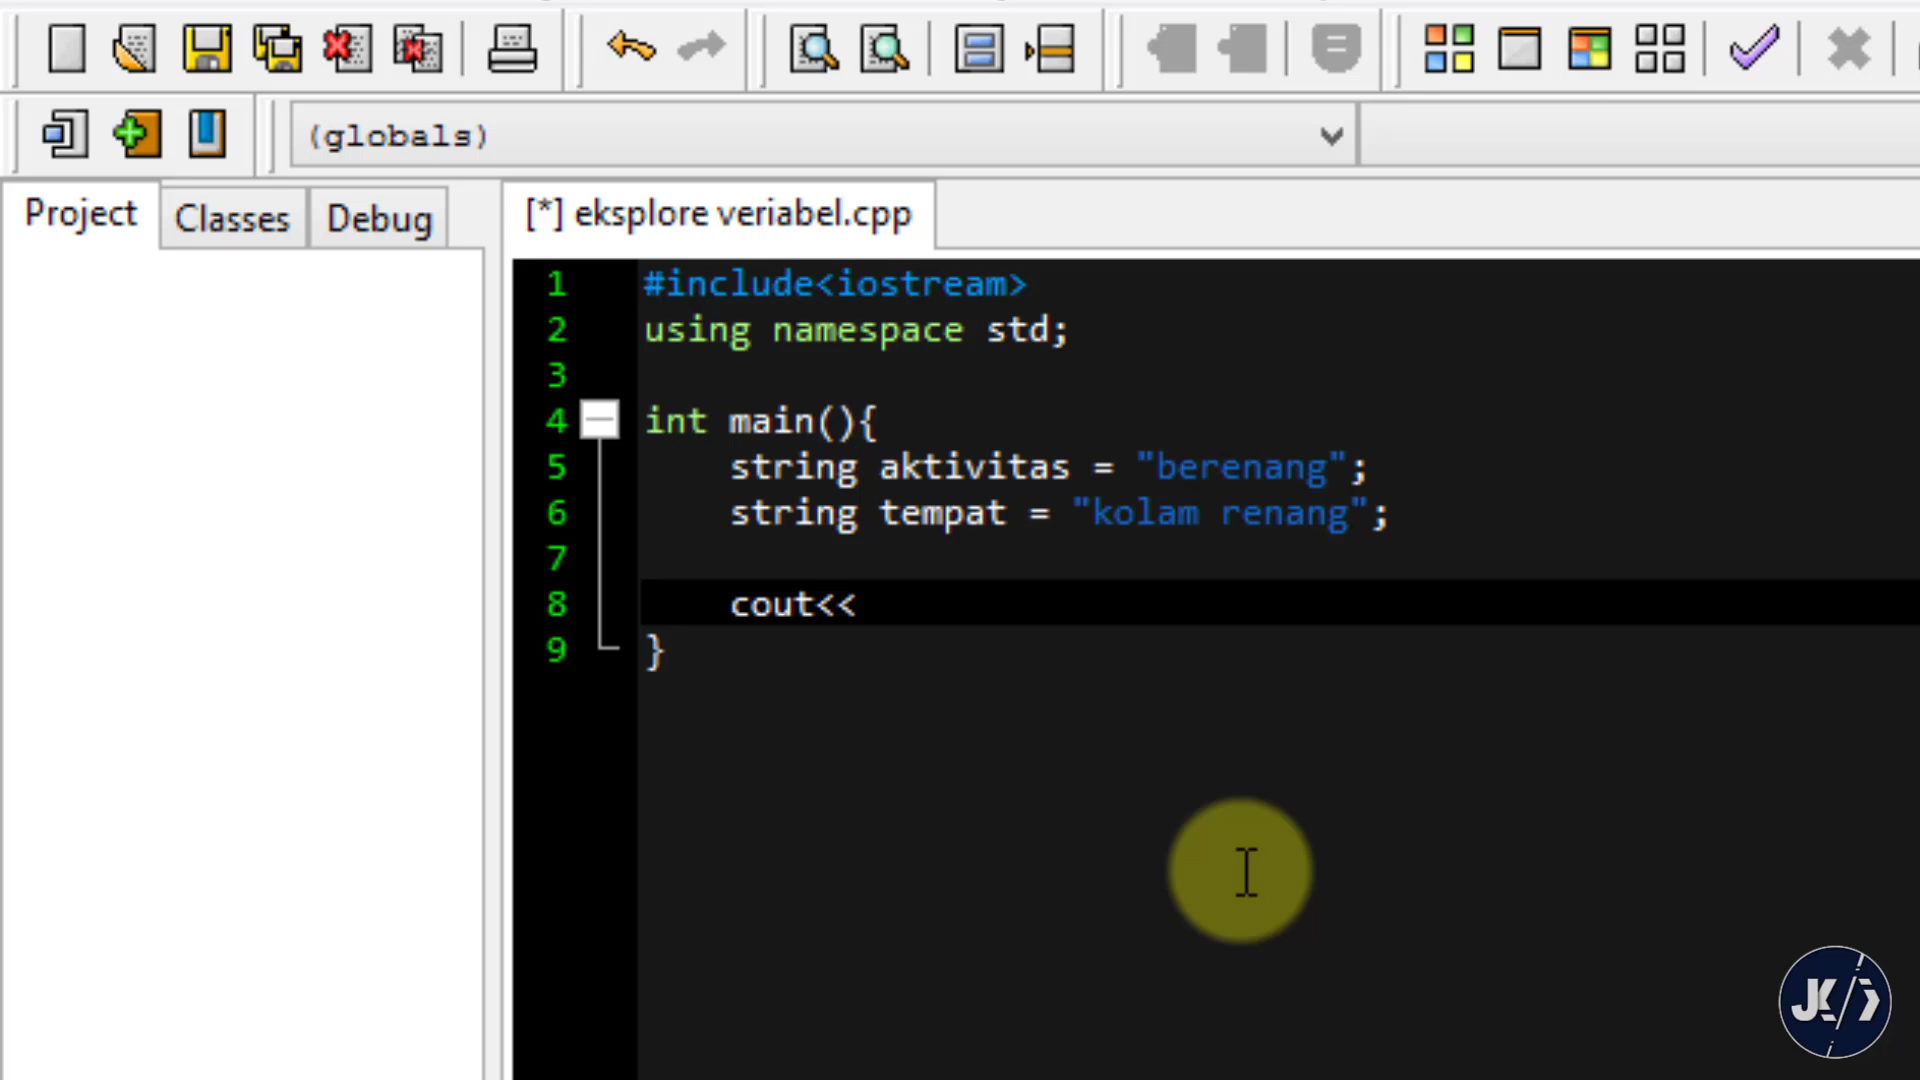 (globals)
Project Classes Debug
[*] eksplore veriabel.cpp
1 #include<iostream>
2 using namespace std;
3
4 int main(){
5 string aktivitas = "berenang";
6 string tempat = "kolam renang";
7
8 cout<<
9 }
JK/>